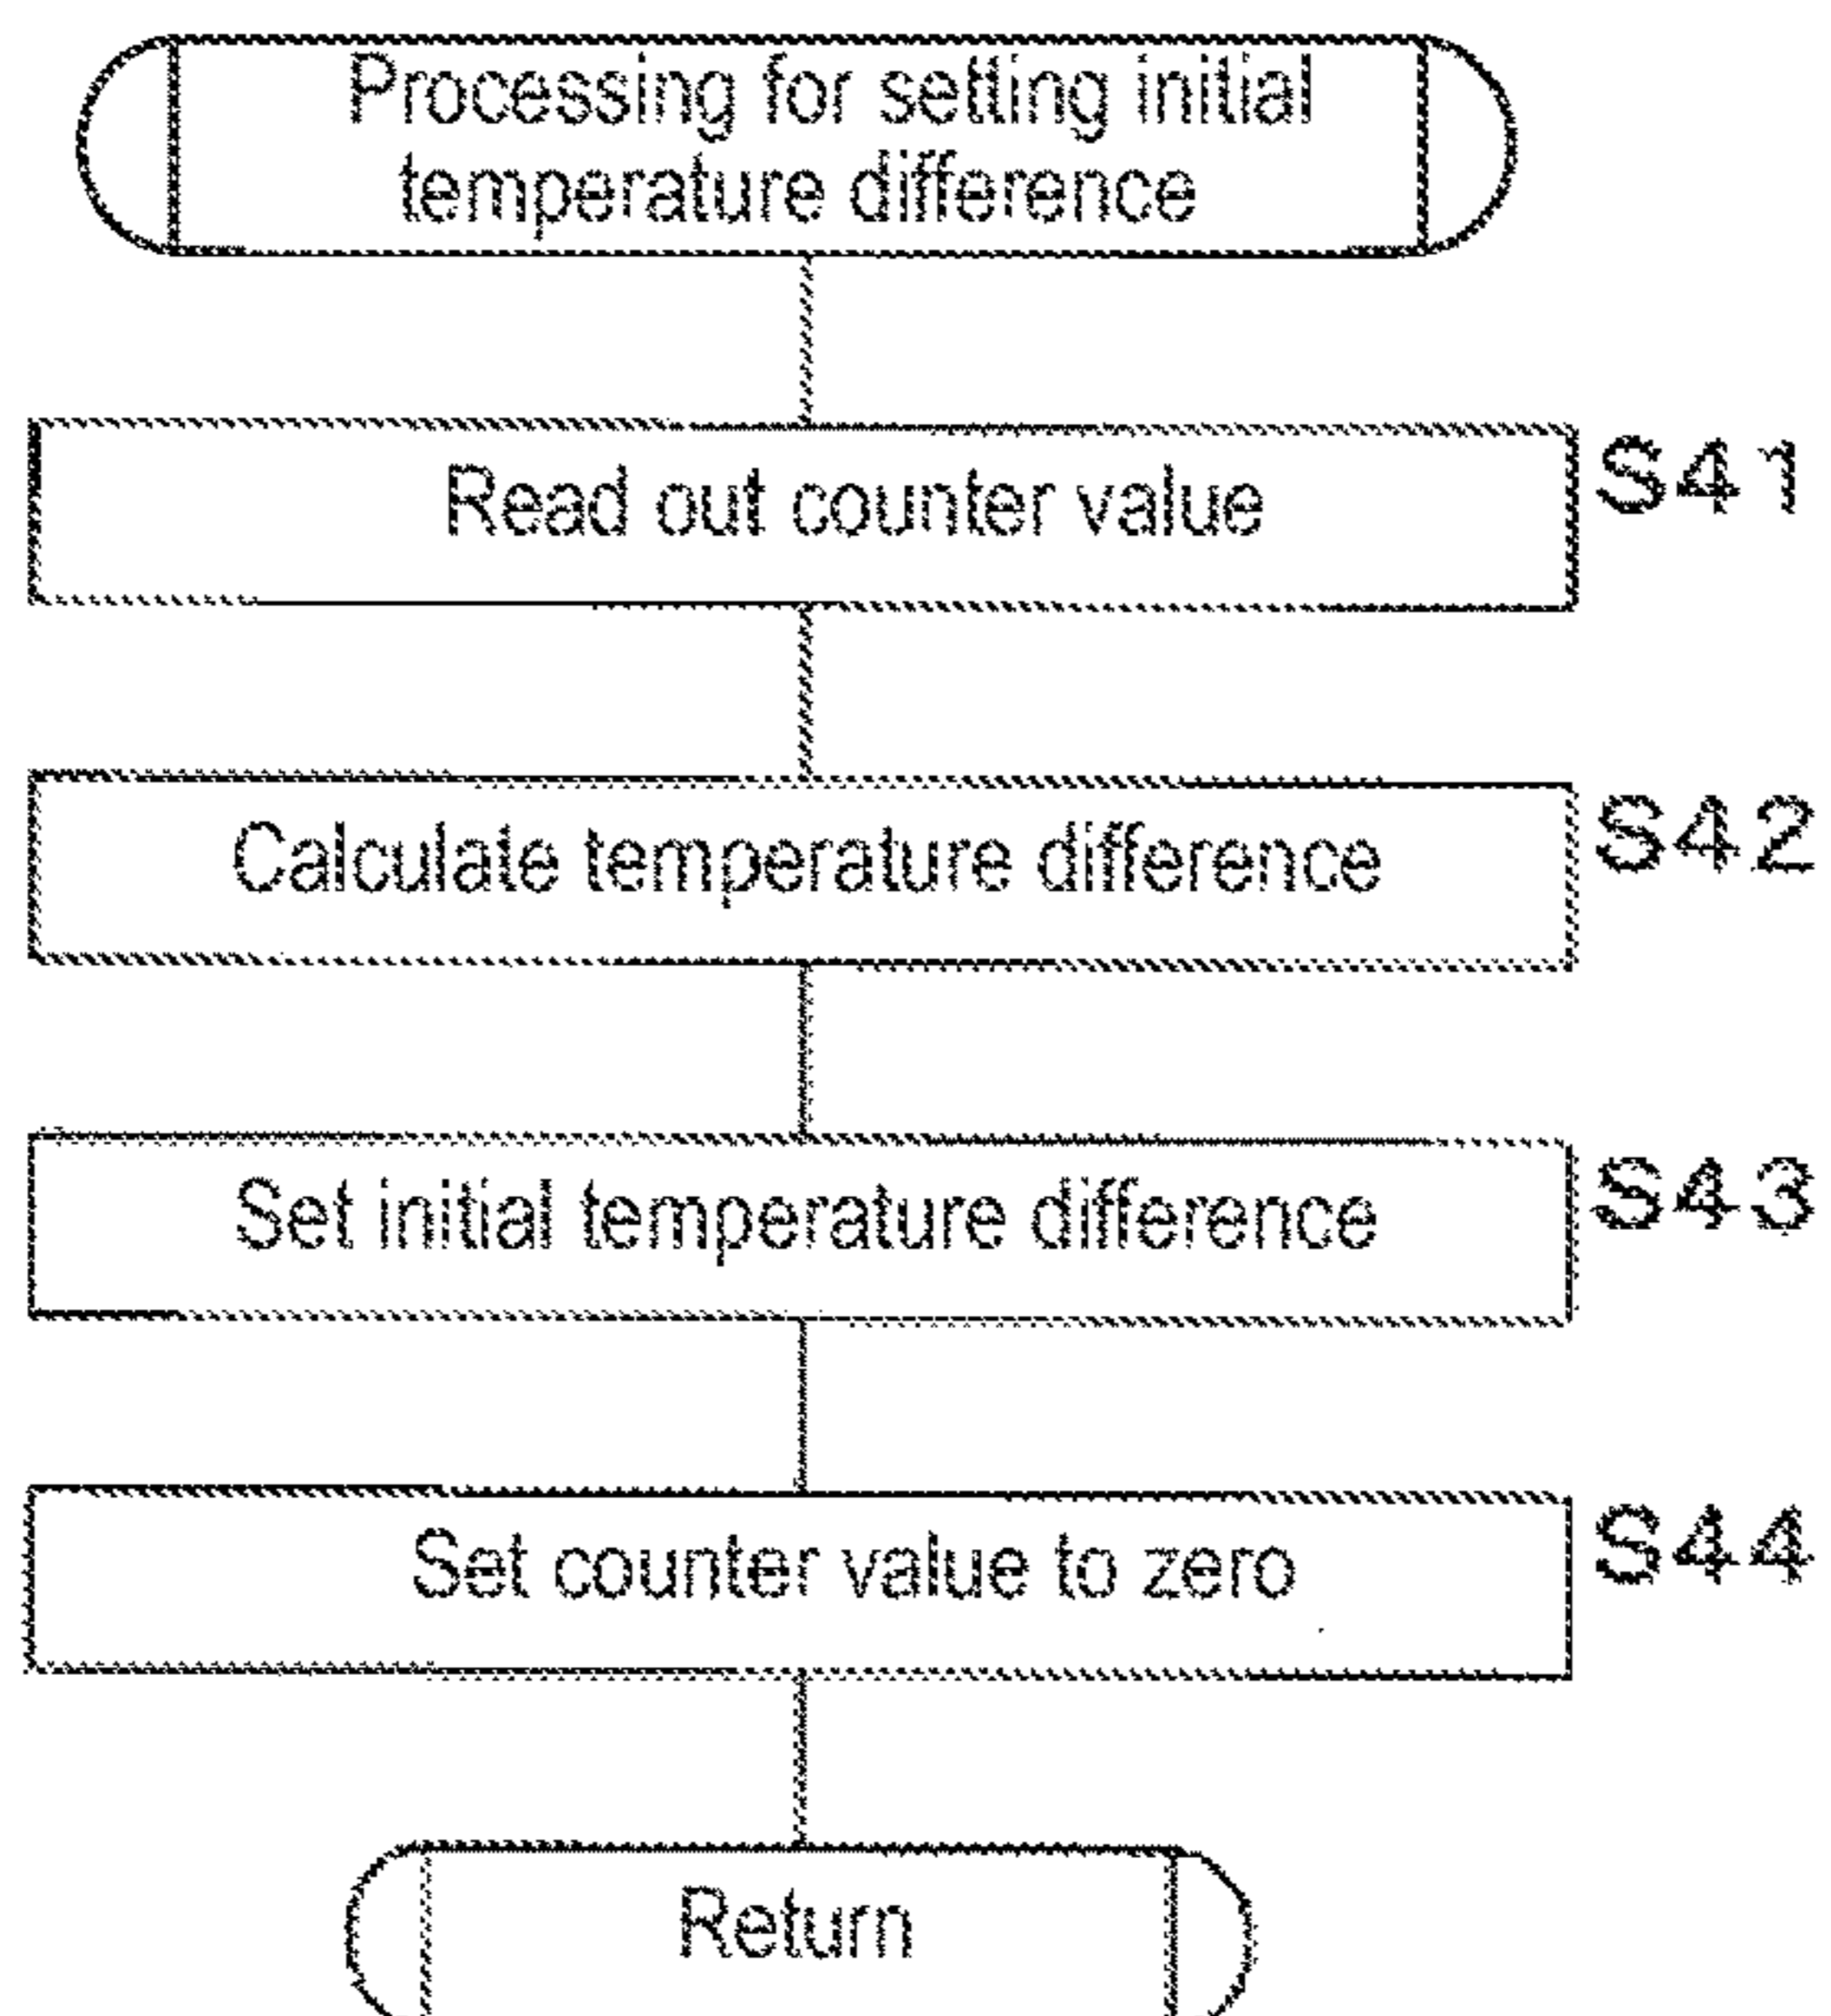 Processing for setting initial
temperature difference
Read out counter value
S41
Calculate temperature difference
S42
Set initial temperature difference
S43
Set counter value to zero
S44
Return